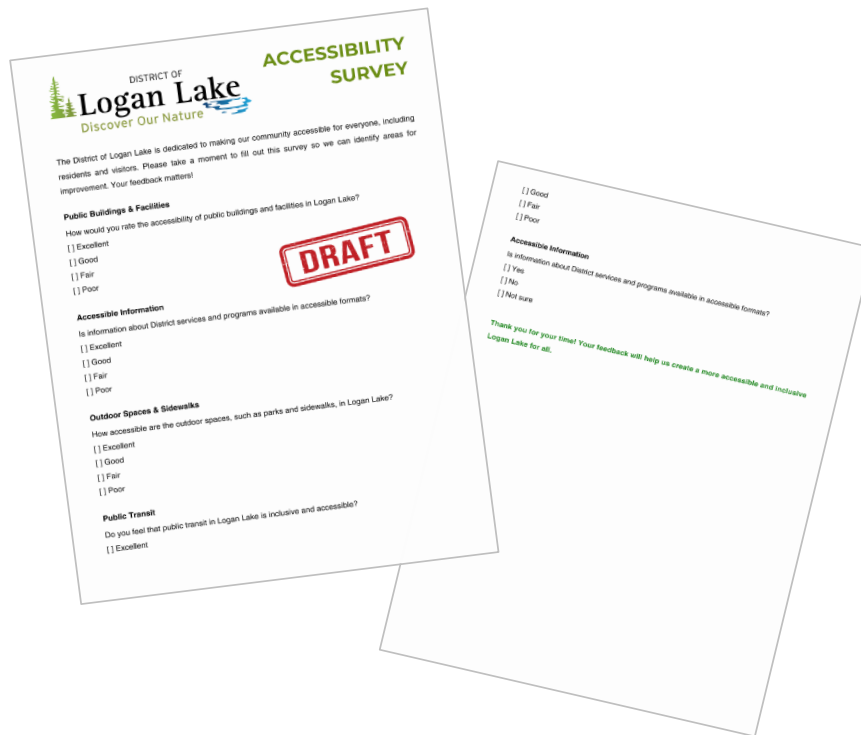 DISTRICT OF
Logan Lake
Discover Our Nature
ACCESSIBILITY
SURVEY
The District of Logan Lake is dedicated to making our community accessible for everyone, including
residents and visitors. Please take a moment to fill out this survey so we can identify areas for
improvement. Your feedback matters!
Public Buildings & Facilities
How would you rate the accessibility of public buildings and facilities in Logan Lake?
[ ] Excellent
[ ] Good
[ ] Fair
[ ] Poor
DRAFT
Accessible Information
Is information about District services and programs available in accessible formats?
[ ] Excellent
[ ] Good
[ ] Fair
[ ] Poor
Outdoor Spaces & Sidewalks
How accessible are the outdoor spaces, such as parks and sidewalks, in Logan Lake?
[ ] Excellent
[ ] Good
[ ] Fair
[ ] Poor
Public Transit
Do you feel that public transit in Logan Lake is inclusive and accessible?
[ ] Excellent
[ ] Good
[ ] Fair
[ ] Poor
Accessible Information
Is information about District services and programs available in accessible formats?
[ ] Yes
[ ] No
[ ] Not sure
Thank you for your time! Your feedback will help us create a more accessible and inclusive
Logan Lake for all.